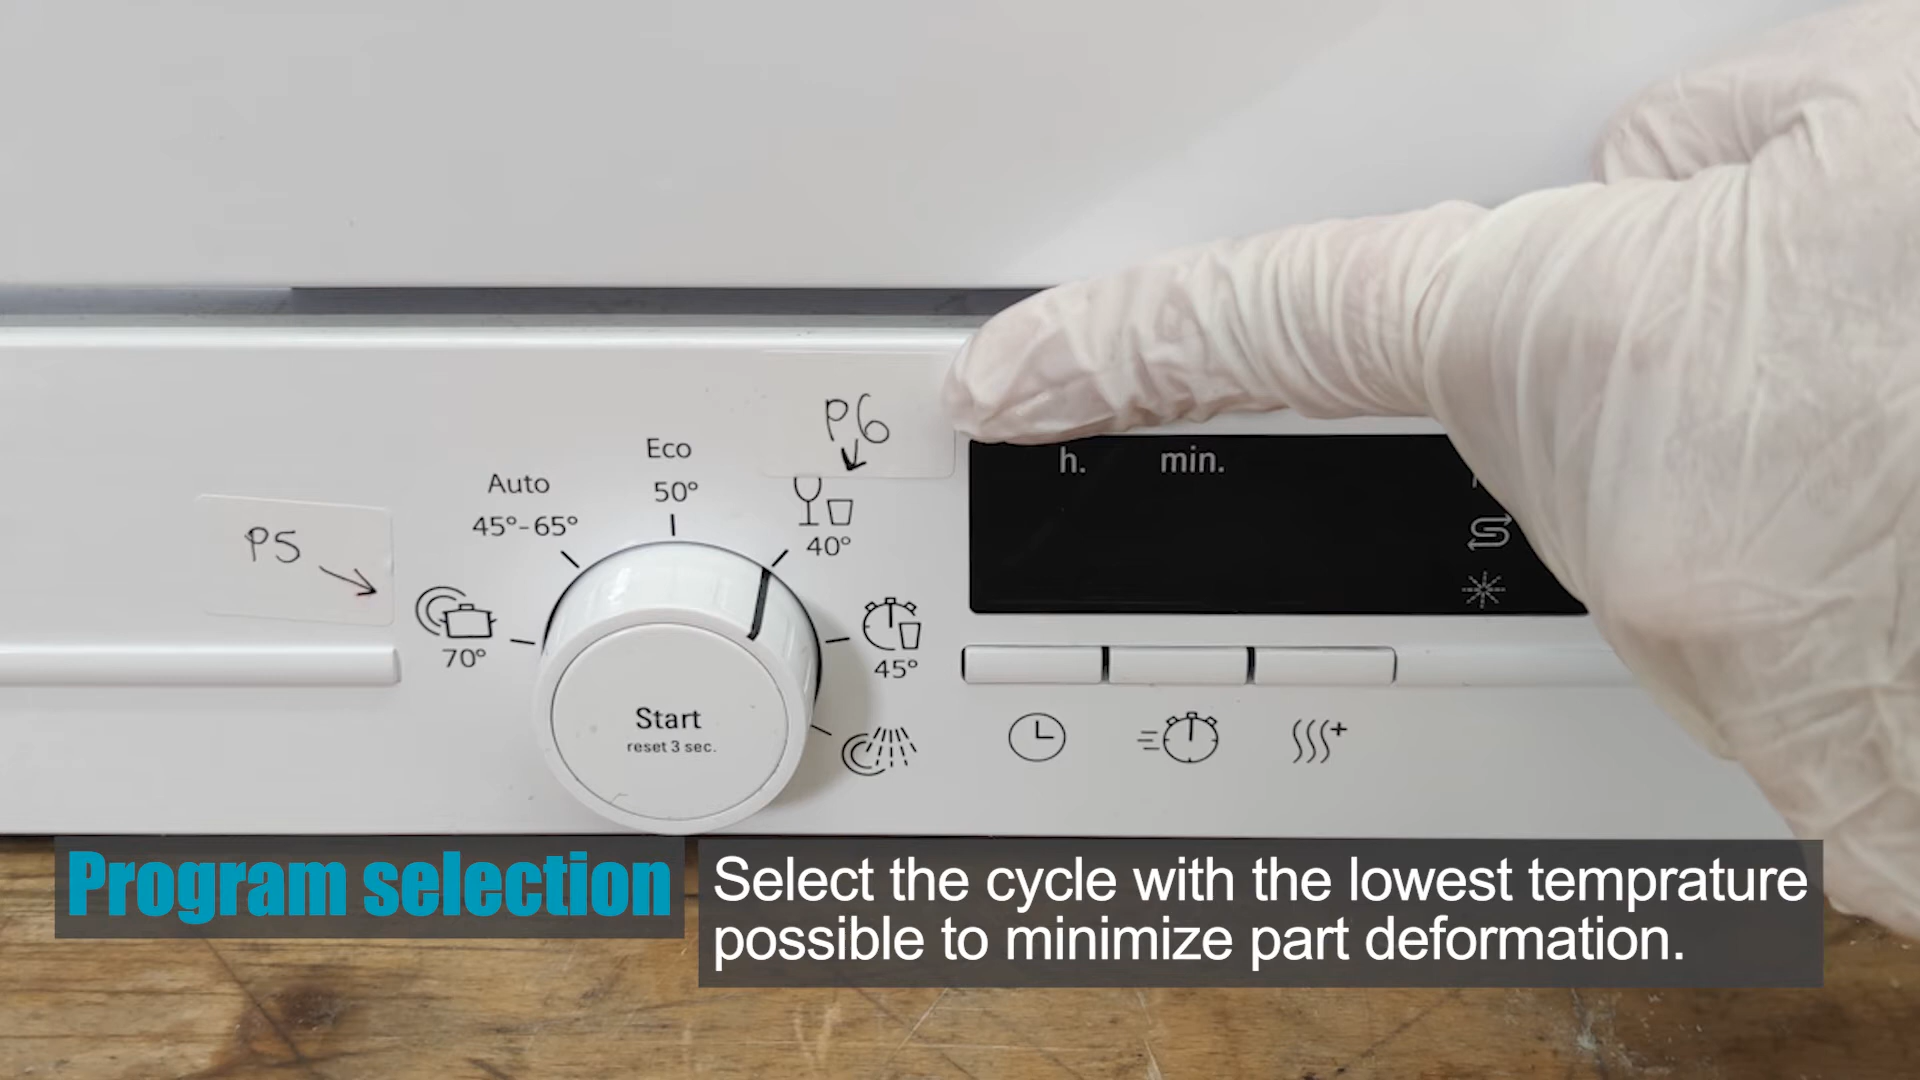 P6
Eco
50°
Auto
45°-65°
40°
P5
70°
45°
h. min.
Start
reset 3 sec.
Program selection
Select the cycle with the lowest temprature
possible to minimize part deformation.